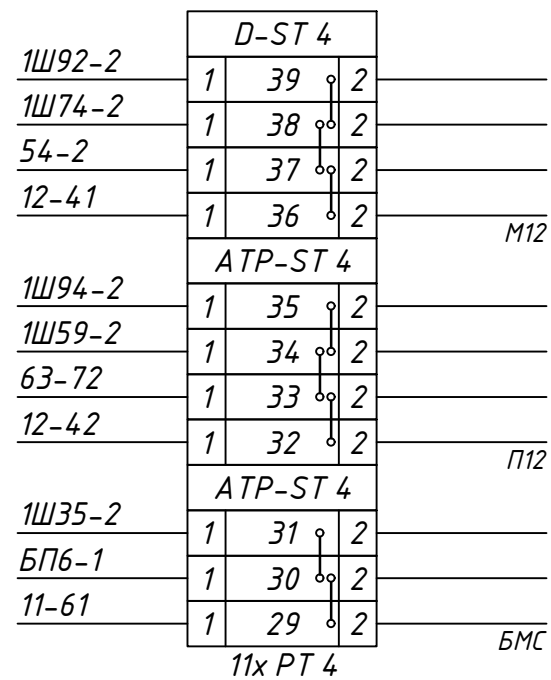 D-ST 4
1Ш92-2 1 39 2
1Ш74-2 1 38 2
54-2 1 37 2
12-41 1 36 2 М12
ATP-ST 4
1Ш94-2 1 35 2
1Ш59-2 1 34 2
63-72 1 33 2
12-42 1 32 2 П12
ATP-ST 4
1Ш35-2 1 31 2
БП6-1 1 30 2
11-61 1 29 2 БМС
11x PT 4